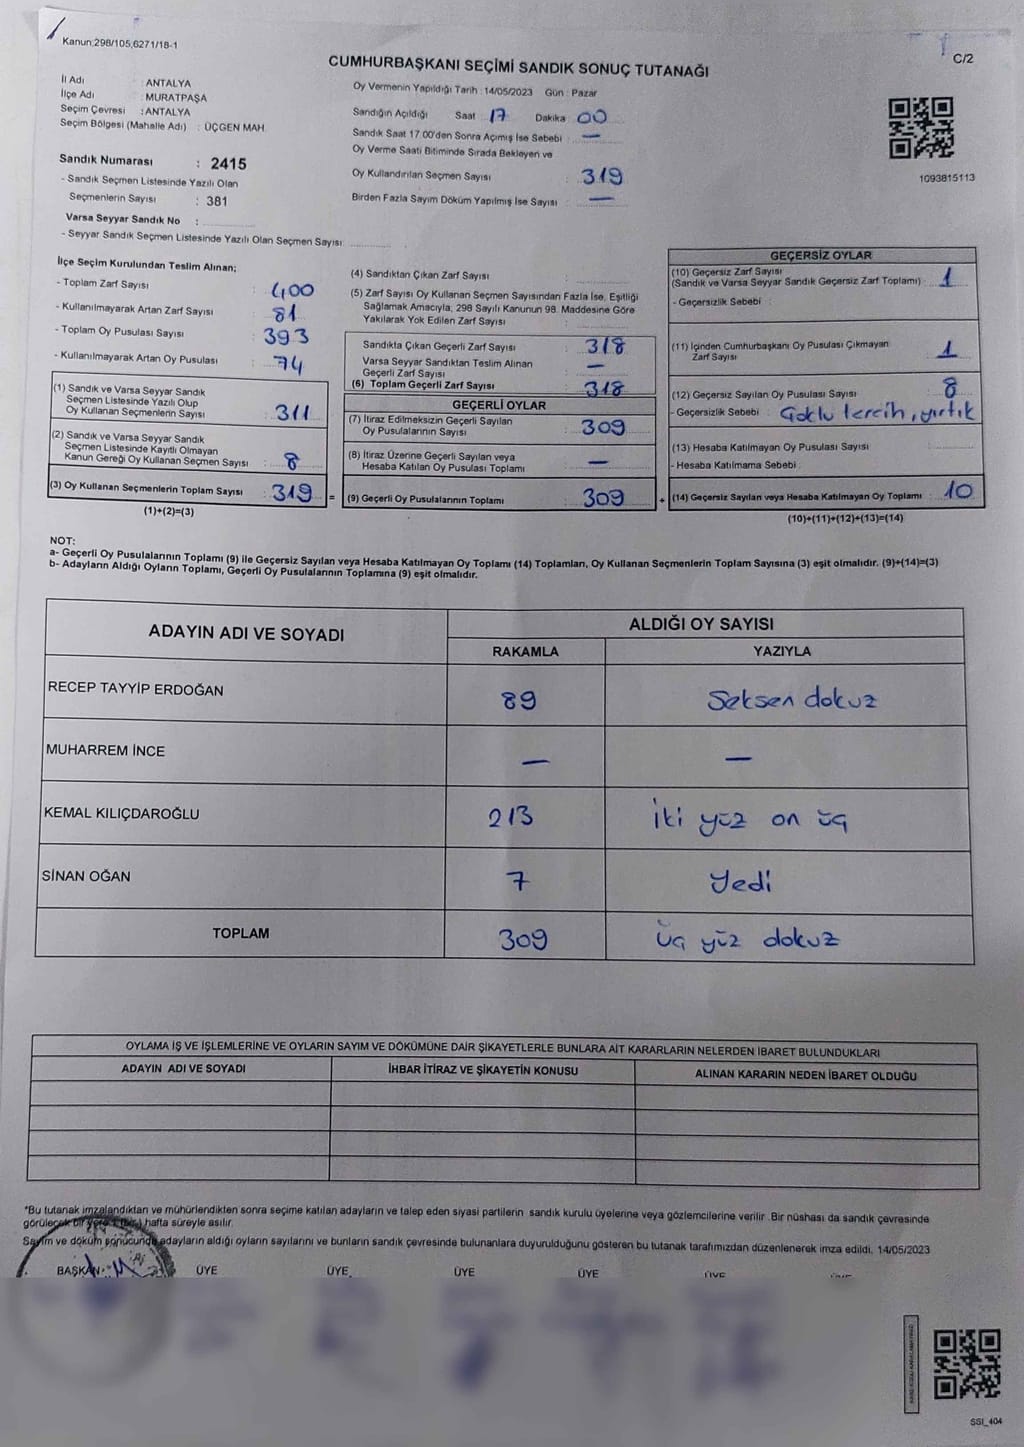 Kanun;298/105,6271/18-1
C/2
CUMHURBAŞKANI SEÇİMİ SANDIK SONUÇ TUTANAĞI
İl Adı : ANTALYA
İlçe Adı : MURATPAŞA
Seçim Çevresi : ANTALYA
Seçim Bölgesi (Mahalle Adı) : ÜÇGEN MAH.
Sandık Numarası : 2415
- Sandık Seçmen Listesinde Yazılı Olan
Seçmenlerin Sayısı : 381
Varsa Seyyar Sandık No :
- Seyyar Sandık Seçmen Listesinde Yazılı Olan Seçmen Sayısı:
Oy Vermenin Yapıldığı Tarih : 14/05/2023 Gün : Pazar
Sandığın Açıldığı Saat 17 Dakika 00
Sandık Saat 17.00'den Sonra Açımış İse Sebebi : —
Oy Verme Saati Bitiminde Sırada Bekleyen ve
Oy Kullandırılan Seçmen Sayısı : 319
Birden Fazla Sayım Döküm Yapılmış İse Sayısı : —
1093815113
İlçe Seçim Kurulundan Teslim Alınan;
- Toplam Zarf Sayısı : 400
- Kullanılmayarak Artan Zarf Sayısı : 81
- Toplam Oy Pusulası Sayısı : 393
- Kullanılmayarak Artan Oy Pusulası : 74
(1) Sandık ve Varsa Seyyar Sandık
Seçmen Listesinde Yazılı Olup
Oy Kullanan Seçmenlerin Sayısı : 311
(2) Sandık ve Varsa Seyyar Sandık
Seçmen Listesinde Kayıtlı Olmayan
Kanun Gereği Oy Kullanan Seçmen Sayısı : 8
(3) Oy Kullanan Seçmenlerin Toplam Sayısı : 319 =
(1)+(2)=(3)
(4) Sandıktan Çıkan Zarf Sayısı :
(5) Zarf Sayısı Oy Kullanan Seçmen Sayısından Fazla İse, Eşitliği
Sağlamak Amacıyla, 298 Sayılı Kanunun 98. Maddesine Göre
Yakılarak Yok Edilen Zarf Sayısı :
Sandıkta Çıkan Geçerli Zarf Sayısı : 318
Varsa Seyyar Sandıktan Teslim Alınan
Geçerli Zarf Sayısı : —
(6) Toplam Geçerli Zarf Sayısı : 318
GEÇERLİ OYLAR
(7) İtiraz Edilmeksizin Geçerli Sayılan
Oy Pusulalarının Sayısı : 309
(8) İtiraz Üzerine Geçerli Sayılan veya
Hesaba Katılan Oy Pusulası Toplamı : —
(9) Geçerli Oy Pusulalarının Toplamı : 309 +
GEÇERSİZ OYLAR
(10) Geçersiz Zarf Sayısı
(Sandık ve Varsa Seyyar Sandık Geçersiz Zarf Toplamı) : 1
- Geçersizlik Sebebi :
(11) İçinden Cumhurbaşkanı Oy Pusulası Çıkmayan
Zarf Sayısı : 1
(12) Geçersiz Sayılan Oy Pusulası Sayısı : 8
- Geçersizlik Sebebi : Çoklu tercih, yırtık
(13) Hesaba Katılmayan Oy Pusulası Sayısı :
- Hesaba Katılmama Sebebi :
(14) Geçersiz Sayılan veya Hesaba Katılmayan Oy Toplamı : 10
(10)+(11)+(12)+(13)=(14)
NOT:
a- Geçerli Oy Pusulalarının Toplamı (9) ile Geçersiz Sayılan veya Hesaba Katılmayan Oy Toplamı (14) Toplamları, Oy Kullanan Seçmenlerin Toplam Sayısına (3) eşit olmalıdır. (9)+(14)=(3)
b- Adayların Aldığı Oyların Toplamı, Geçerli Oy Pusulalarının Toplamına (9) eşit olmalıdır.
ADAYIN ADI VE SOYADI
ALDIĞI OY SAYISI
RAKAMLA YAZIYLA
RECEP TAYYİP ERDOĞAN 89 Seksen dokuz
MUHARREM İNCE — —
KEMAL KILIÇDAROĞLU 213 İki yüz on üç
SİNAN OĞAN 7 Yedi
TOPLAM 309 üç yüz dokuz
OYLAMA İŞ VE İŞLEMLERİNE VE OYLARIN SAYIM VE DÖKÜMÜNE DAİR ŞİKAYETLERLE BUNLARA AİT KARARLARIN NELERDEN İBARET BULUNDUKLARI
ADAYIN ADI VE SOYADI İHBAR İTİRAZ VE ŞİKAYETİN KONUSU ALINAN KARARIN NEDEN İBARET OLDUĞU
*Bu tutanak imzalandıktan ve mühürlendikten sonra seçime katılan adayların ve talep eden siyasi partilerin sandık kurulu üyelerine veya gözlemcilerine verilir. Bir nüshası da sandık çevresinde
görülecek bir yere 1 (bir) hafta süreyle asılır.
Sayım ve döküm sonucunda adayların aldığı oyların sayılarını ve bunların sandık çevresinde bulunanlara duyurulduğunu gösteren bu tutanak tarafımızdan düzenlenerek imza edildi. 14/05/2023
BAŞKAN ÜYE ÜYE ÜYE ÜYE ÜYE
SSI_404